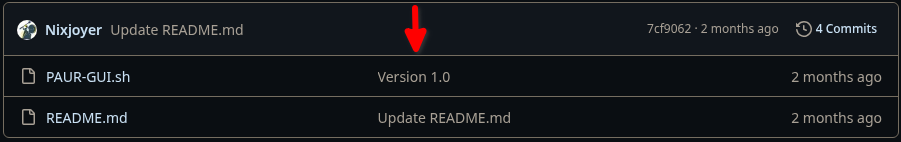 Nixjoyer Update README.md 7cf9062 · 2 months ago 4 Commits
PAUR-GUI.sh Version 1.0 2 months ago
README.md Update README.md 2 months ago